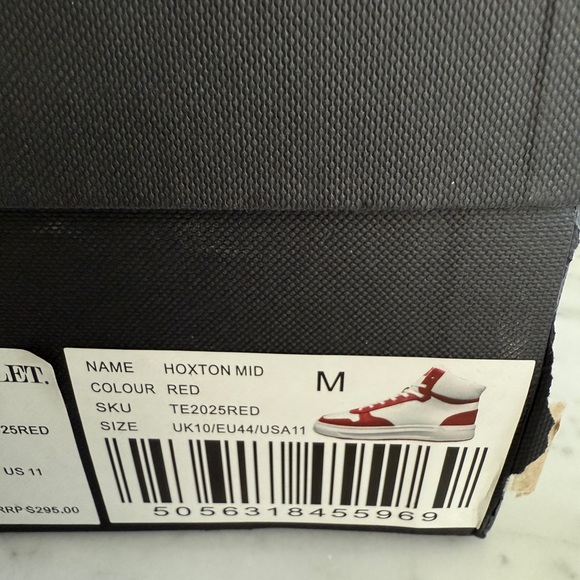 NAME HOXTON MID
M
COLOUR RED
SKU TE2025RED
SIZE UK10/EU44/USA11
5056318455969
LET.
25RED
US 11
RRP $295.00